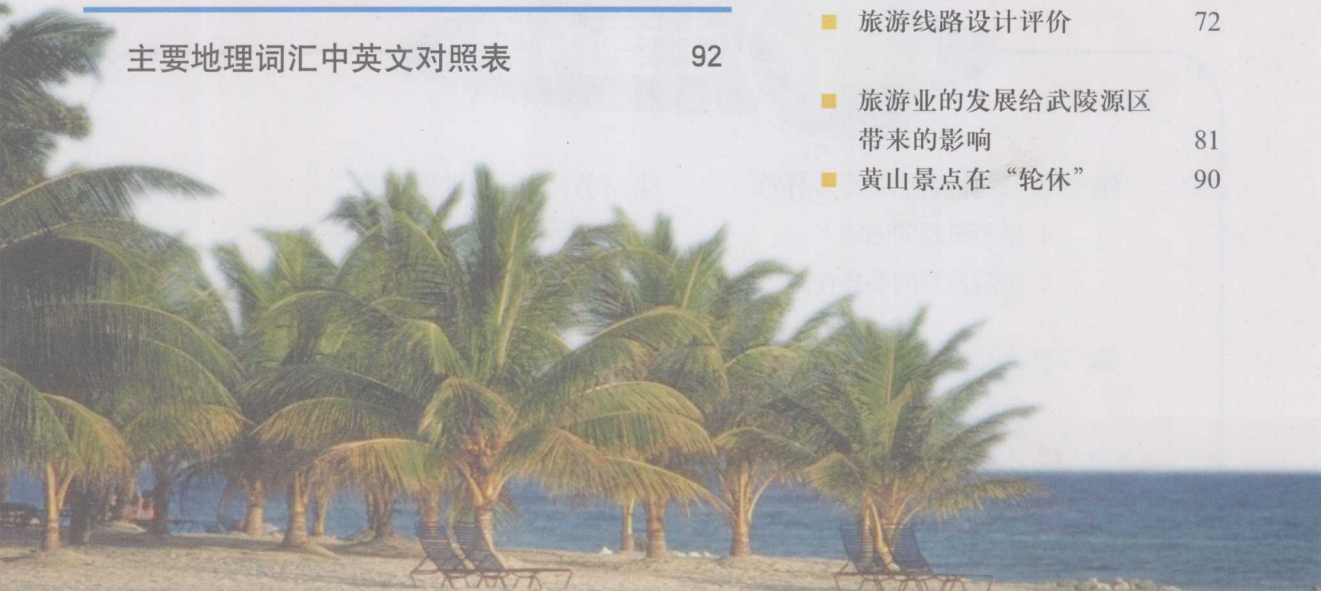 主要地理词汇中英文对照表 92
■ 旅游线路设计评价 72
■ 旅游业的发展给武陵源区
带来的影响 81
■ 黄山景点在“轮休” 90